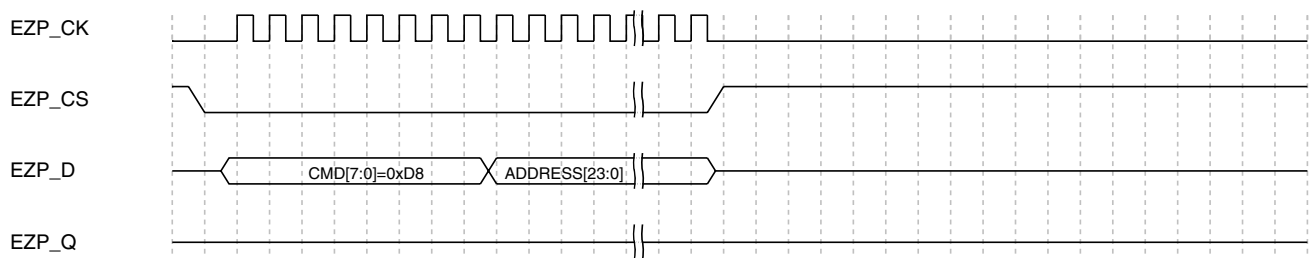 EZP_CK
EZP_CS
EZP_D
CMD[7:0]=0xD8 ADDRESS[23:0]
EZP_Q